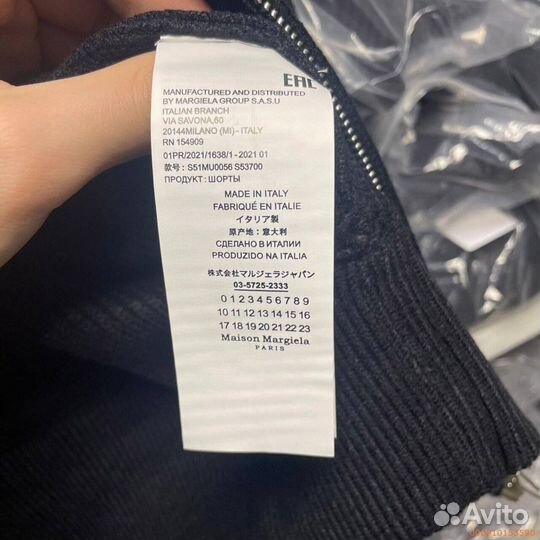 EAC
MANUFACTURED AND DISTRIBUTED
BY MARGIELA GROUP S.A.S.U
ITALIAN BRANCH
VIA SAVONA,60
20144MILANO (MI) - ITALY
RN 154909
01PR/2021/1638/1 - 2021 01
款号: S51MU0056 S53700
ПРОДУКТ: ШОРТЫ
MADE IN ITALY
FABRIQUÉ EN ITALIE
イタリア製
原产地: 意大利
СДЕЛАНО В ИТАЛИИ
PRODUZIDO NA ITALIA
株式会社マルジェラジャパン
03-5725-2333
0 1 2 3 4 5 6 7 8 9
10 11 12 13 14 15 16
17 18 19 20 21 22 23
Maison Margiela
PARIS
Avito